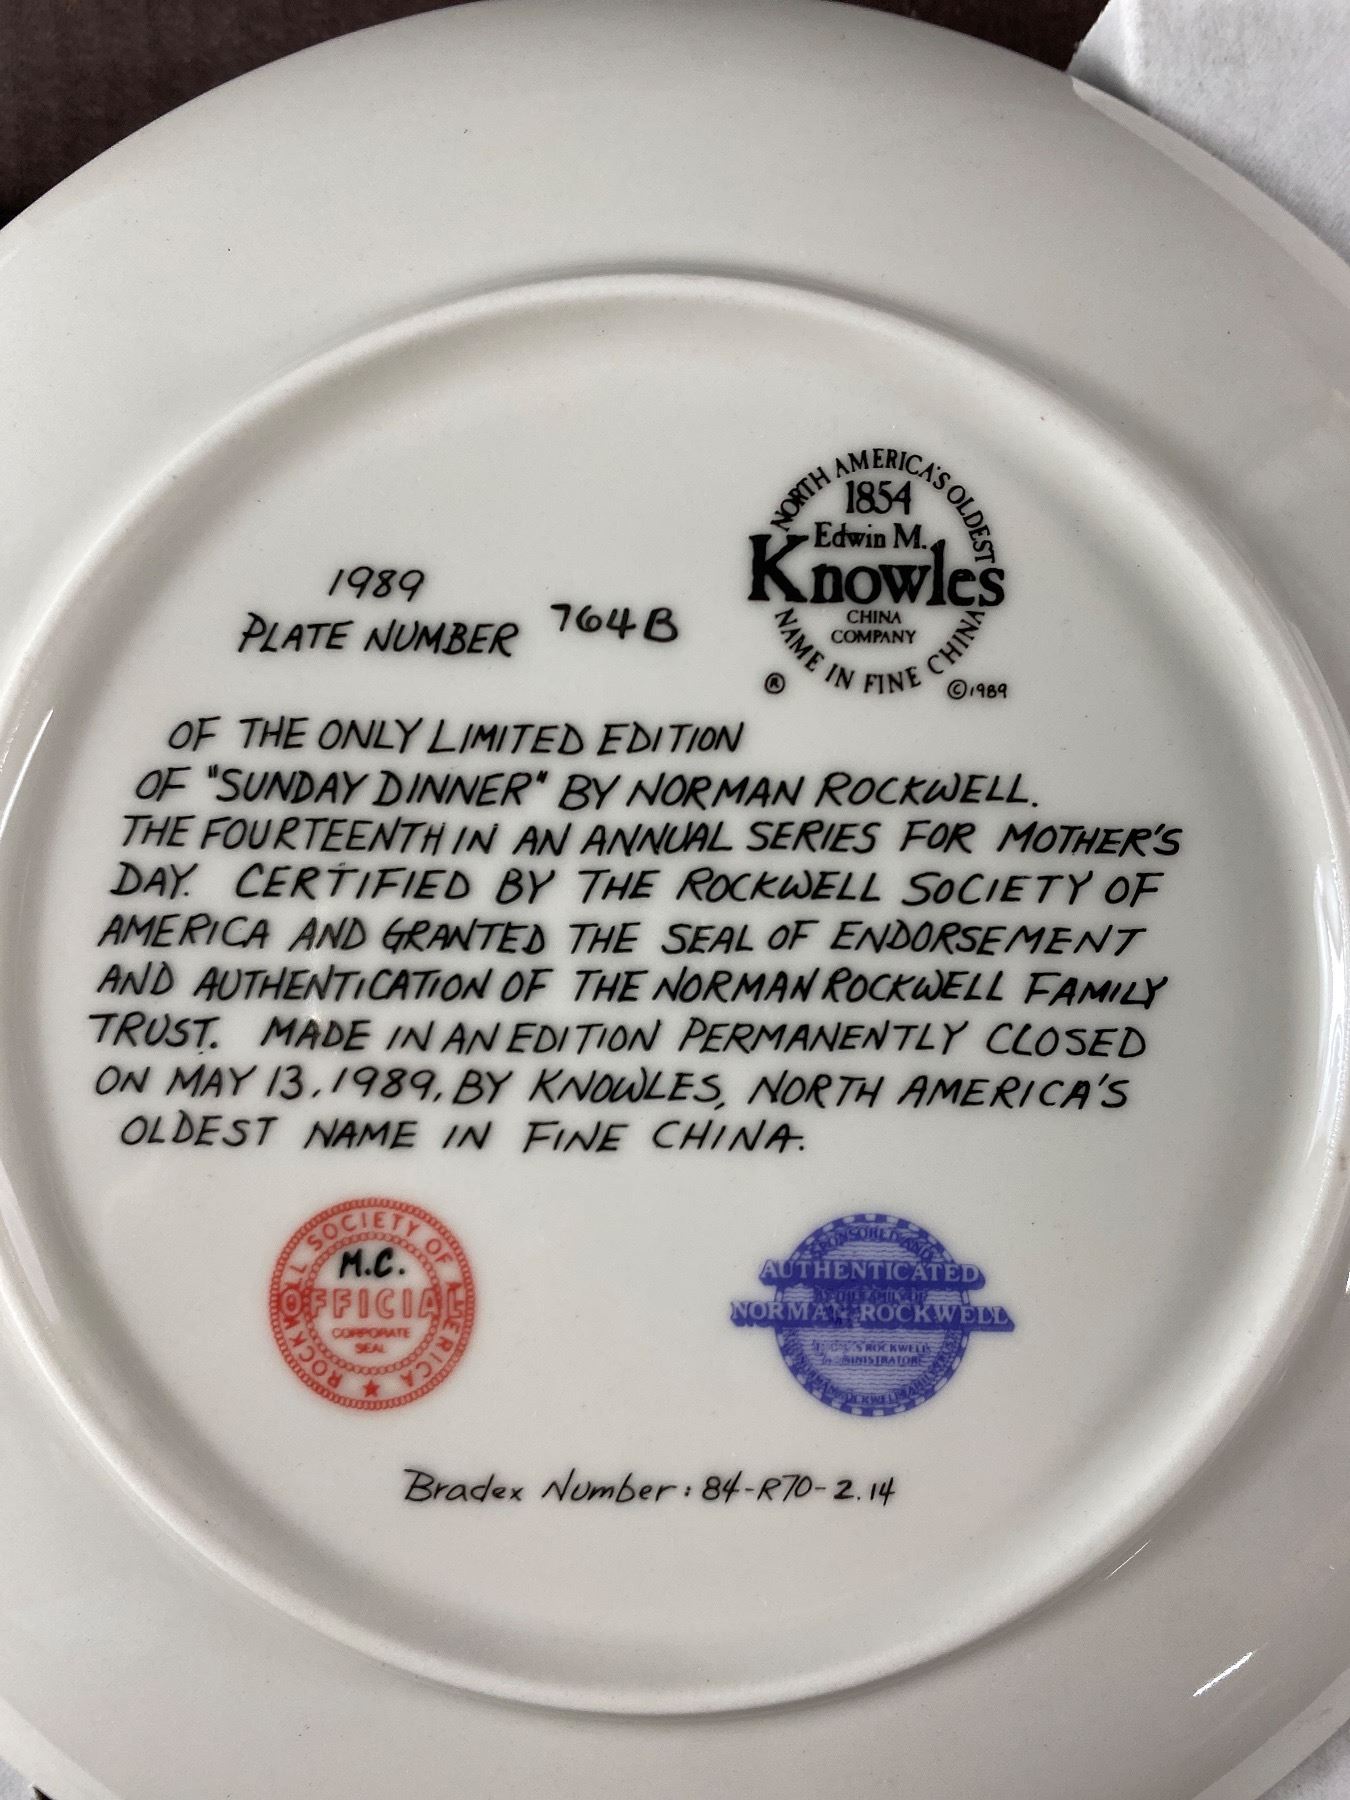 NORTH AMERICA'S OLDEST
1854
Edwin M.
Knowles
CHINA
COMPANY
NAME IN FINE CHINA
® ©1989
1989
PLATE NUMBER 764B
OF THE ONLY LIMITED EDITION
OF "SUNDAY DINNER" BY NORMAN ROCKWELL.
THE FOURTEENTH IN AN ANNUAL SERIES FOR MOTHER'S
DAY. CERTIFIED BY THE ROCKWELL SOCIETY OF
AMERICA AND GRANTED THE SEAL OF ENDORSEMENT
AND AUTHENTICATION OF THE NORMAN ROCKWELL FAMILY
TRUST. MADE IN AN EDITION PERMANENTLY CLOSED
ON MAY 13, 1989, BY KNOWLES, NORTH AMERICA'S
OLDEST NAME IN FINE CHINA.
ROCKWELL SOCIETY OF AMERICA
M.C.
OFFICIAL
CORPORATE
SEAL
SPONSORED AND
AUTHENTICATED
NORMAN ROCKWELL
ROCKWELL
Bradex Number: 84-R70-2.14